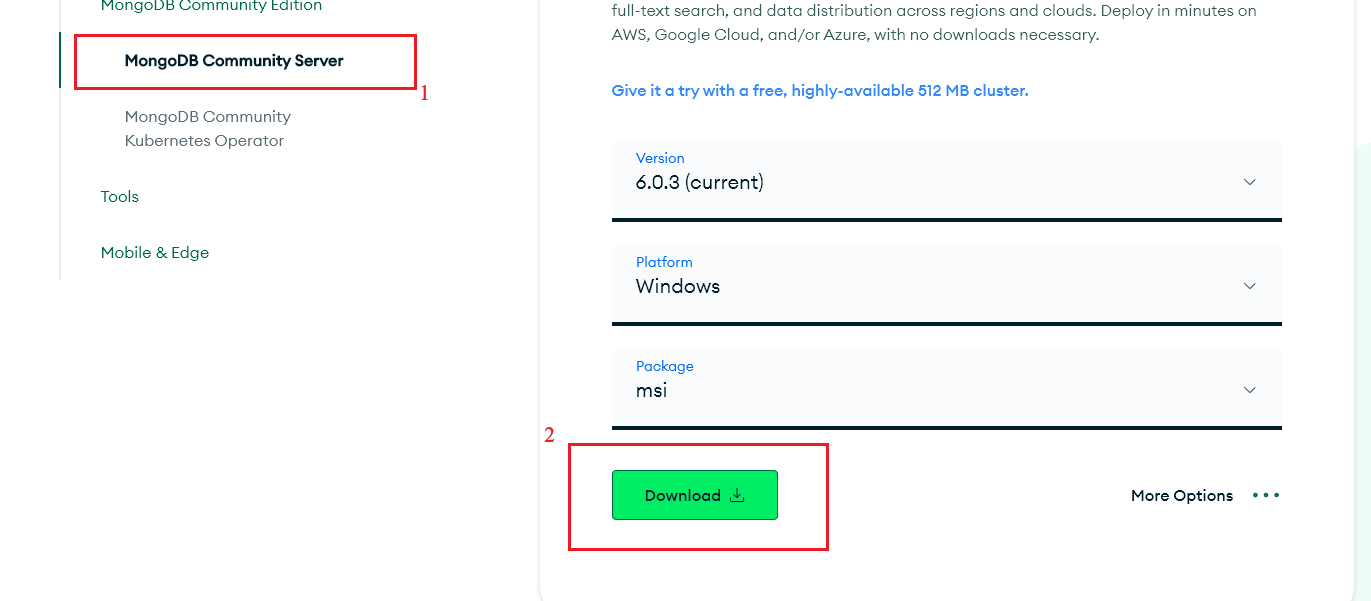 MongoDB Community Edition
MongoDB Community Server
1
MongoDB Community
Kubernetes Operator
Tools
Mobile & Edge
full-text search, and data distribution across regions and clouds. Deploy in minutes on
AWS, Google Cloud, and/or Azure, with no downloads necessary.
Give it a try with a free, highly-available 512 MB cluster.
Version
6.0.3 (current)
Platform
Windows
Package
msi
2
Download
More Options